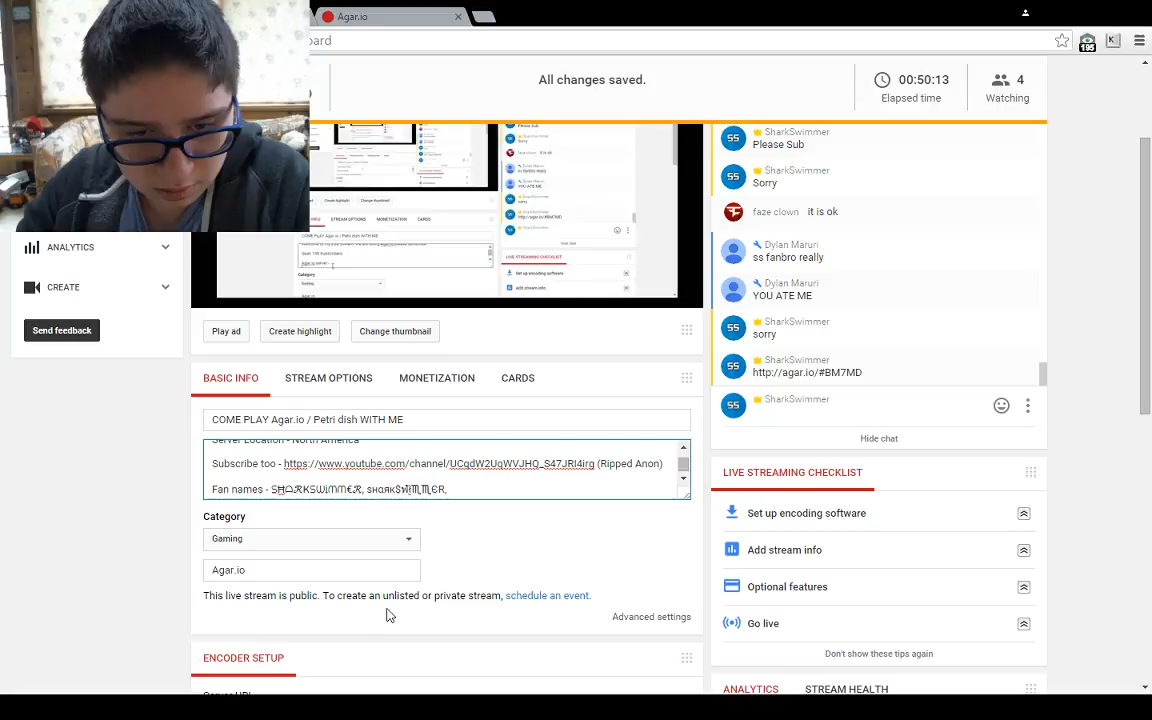 Agar.io
ard
195
All changes saved.
00:50:13
Elapsed time
4
Watching
SharkSwimmer
Please Sub
SharkSwimmer
Sorry
faze clown it is ok
Dylan Maruri
ss fanbro really
Dylan Maruri
YOU ATE ME
SharkSwimmer
sorry
SharkSwimmer
http://agar.io/#BM7MD
SharkSwimmer
Hide chat
ANALYTICS
CREATE
Send feedback
Play ad
Create highlight
Change thumbnail
BASIC INFO
STREAM OPTIONS
MONETIZATION
CARDS
COME PLAY Agar.io / Petri dish WITH ME
Server Location - North America
Subscribe too - https://www.youtube.com/channel/UCqdW2UqWVJHQ_S47JRI4irg (Ripped Anon)
Fan names -
Category
Gaming
Agar.io
This live stream is public. To create an unlisted or private stream, schedule an event.
Advanced settings
ENCODER SETUP
LIVE STREAMING CHECKLIST
Set up encoding software
Add stream info
Optional features
Go live
Don't show these tips again
ANALYTICS
STREAM HEALTH